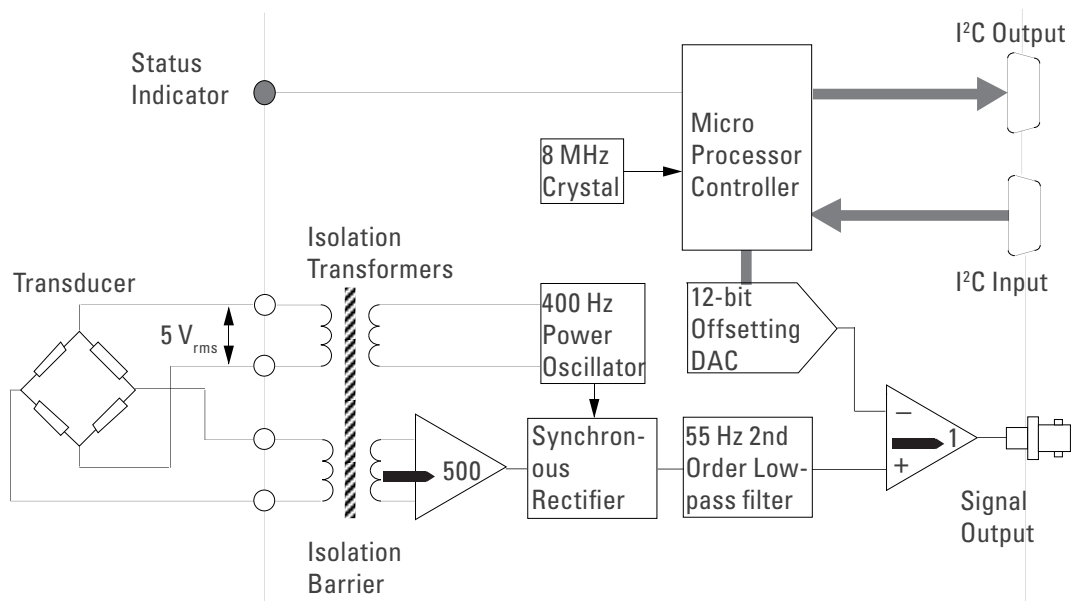 I²C Output
Status
Indicator
Micro
Processor
Controller
8 MHz
Crystal
Isolation
Transformers
Transducer
I²C Input
5 Vrms
400 Hz
Power
Oscillator
12-bit
Offsetting
DAC
−
1
+
500
Synchron-
ous
Rectifier
55 Hz 2nd
Order Low-
pass filter
Signal
Output
Isolation
Barrier